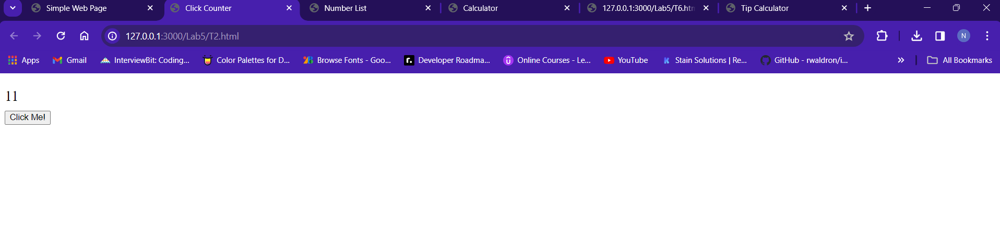 Simple Web Page
Click Counter
Number List
Calculator
127.0.0.1:3000/Lab5/T6.htm
Tip Calculator
127.0.0.1:3000/Lab5/T2.html
N
Apps
Gmail
InterviewBit: Coding...
Color Palettes for D...
Browse Fonts - Goo...
Developer Roadma...
Online Courses - Le...
YouTube
Stain Solutions | Re...
GitHub - rwaldron/i...
All Bookmarks
11
Click Me!